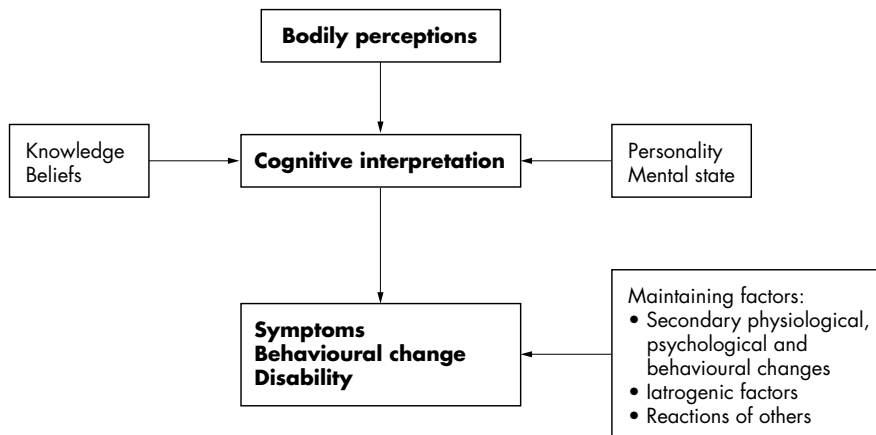 Bodily perceptions
Knowledge
Beliefs
Cognitive interpretation
Personality
Mental state
Symptoms
Behavioural change
Disability
Maintaining factors:
• Secondary physiological,
psychological and
behavioural changes
• Iatrogenic factors
• Reactions of others